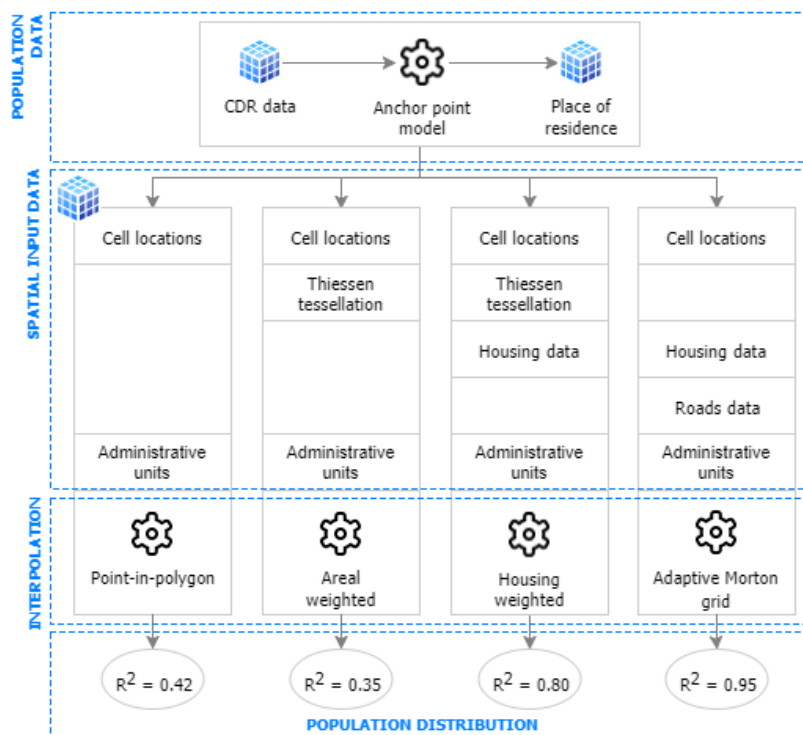 POPULATION
DATA
CDR data
Anchor point
model
Place of
residence
SPATIAL INPUT DATA
Cell locations
Cell locations
Cell locations
Cell locations
Thiessen
tessellation
Thiessen
tessellation
Housing data
Housing data
Roads data
Administrative
units
Administrative
units
Administrative
units
Administrative
units
INTERPOLATION
Point-in-polygon
Areal
weighted
Housing
weighted
Adaptive Morton
grid
R² = 0.42
R² = 0.35
R² = 0.80
R² = 0.95
POPULATION DISTRIBUTION